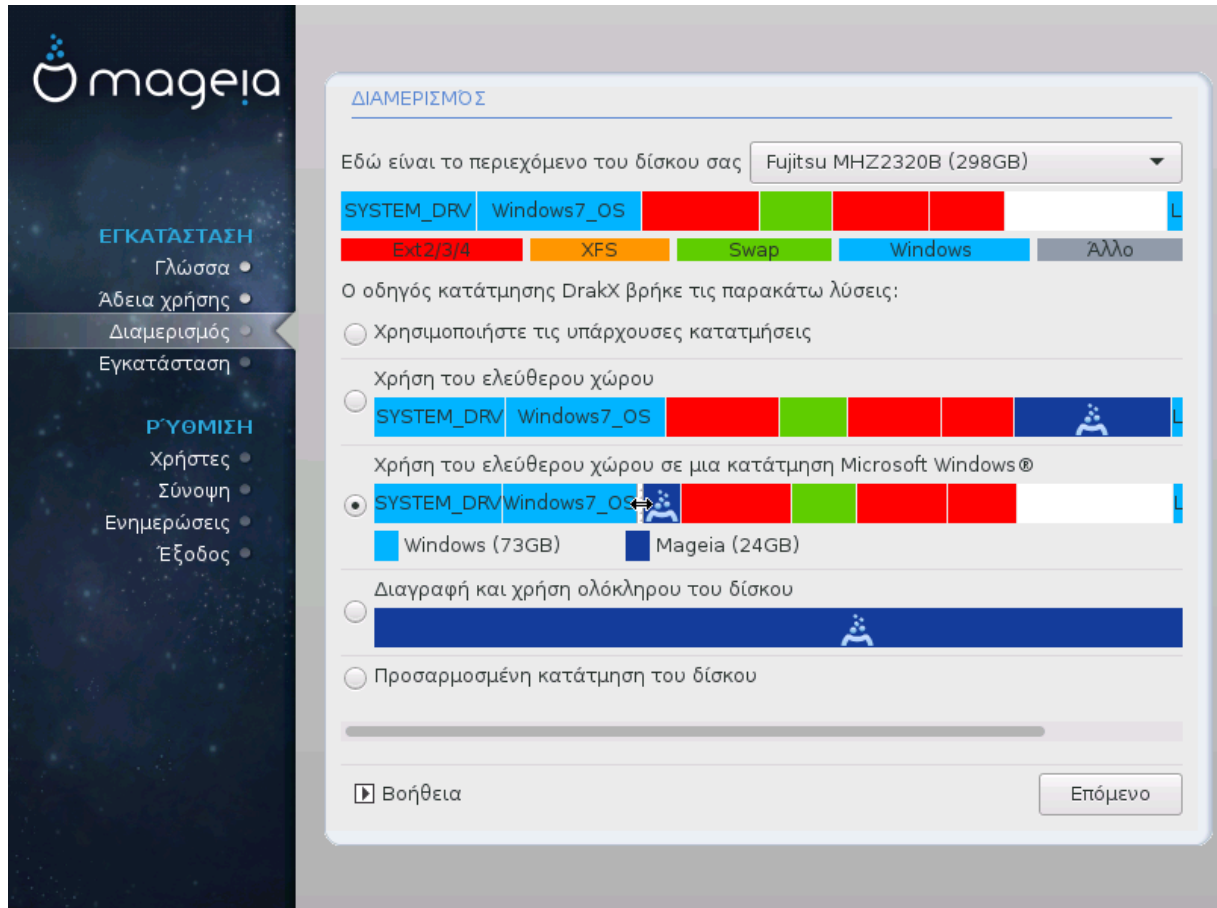 mageia
ΕΓΚΑΤΆΣΤΑΣΗ
Γλώσσα
Άδεια χρήσης
Διαμερισμός
Εγκατάσταση
ΡΎΘΜΙΣΗ
Χρήστες
Σύνοψη
Ενημερώσεις
Έξοδος
ΔΙΑΜΕΡΙΣΜΌΣ
Εδώ είναι το περιεχόμενο του δίσκου σας Fujitsu MHZ2320B (298GB)
SYSTEM_DRV Windows7_OS L
Ext2/3/4 XFS Swap Windows Άλλο
Ο οδηγός κατάτμησης DrakX βρήκε τις παρακάτω λύσεις:
Χρησιμοποιήστε τις υπάρχουσες κατατμήσεις
Χρήση του ελεύθερου χώρου
SYSTEM_DRV Windows7_OS L
Χρήση του ελεύθερου χώρου σε μια κατάτμηση Microsoft Windows®
SYSTEM_DRV Windows7_OS L
Windows (73GB) Mageia (24GB)
Διαγραφή και χρήση ολόκληρου του δίσκου
Προσαρμοσμένη κατάτμηση του δίσκου
Βοήθεια
Επόμενο